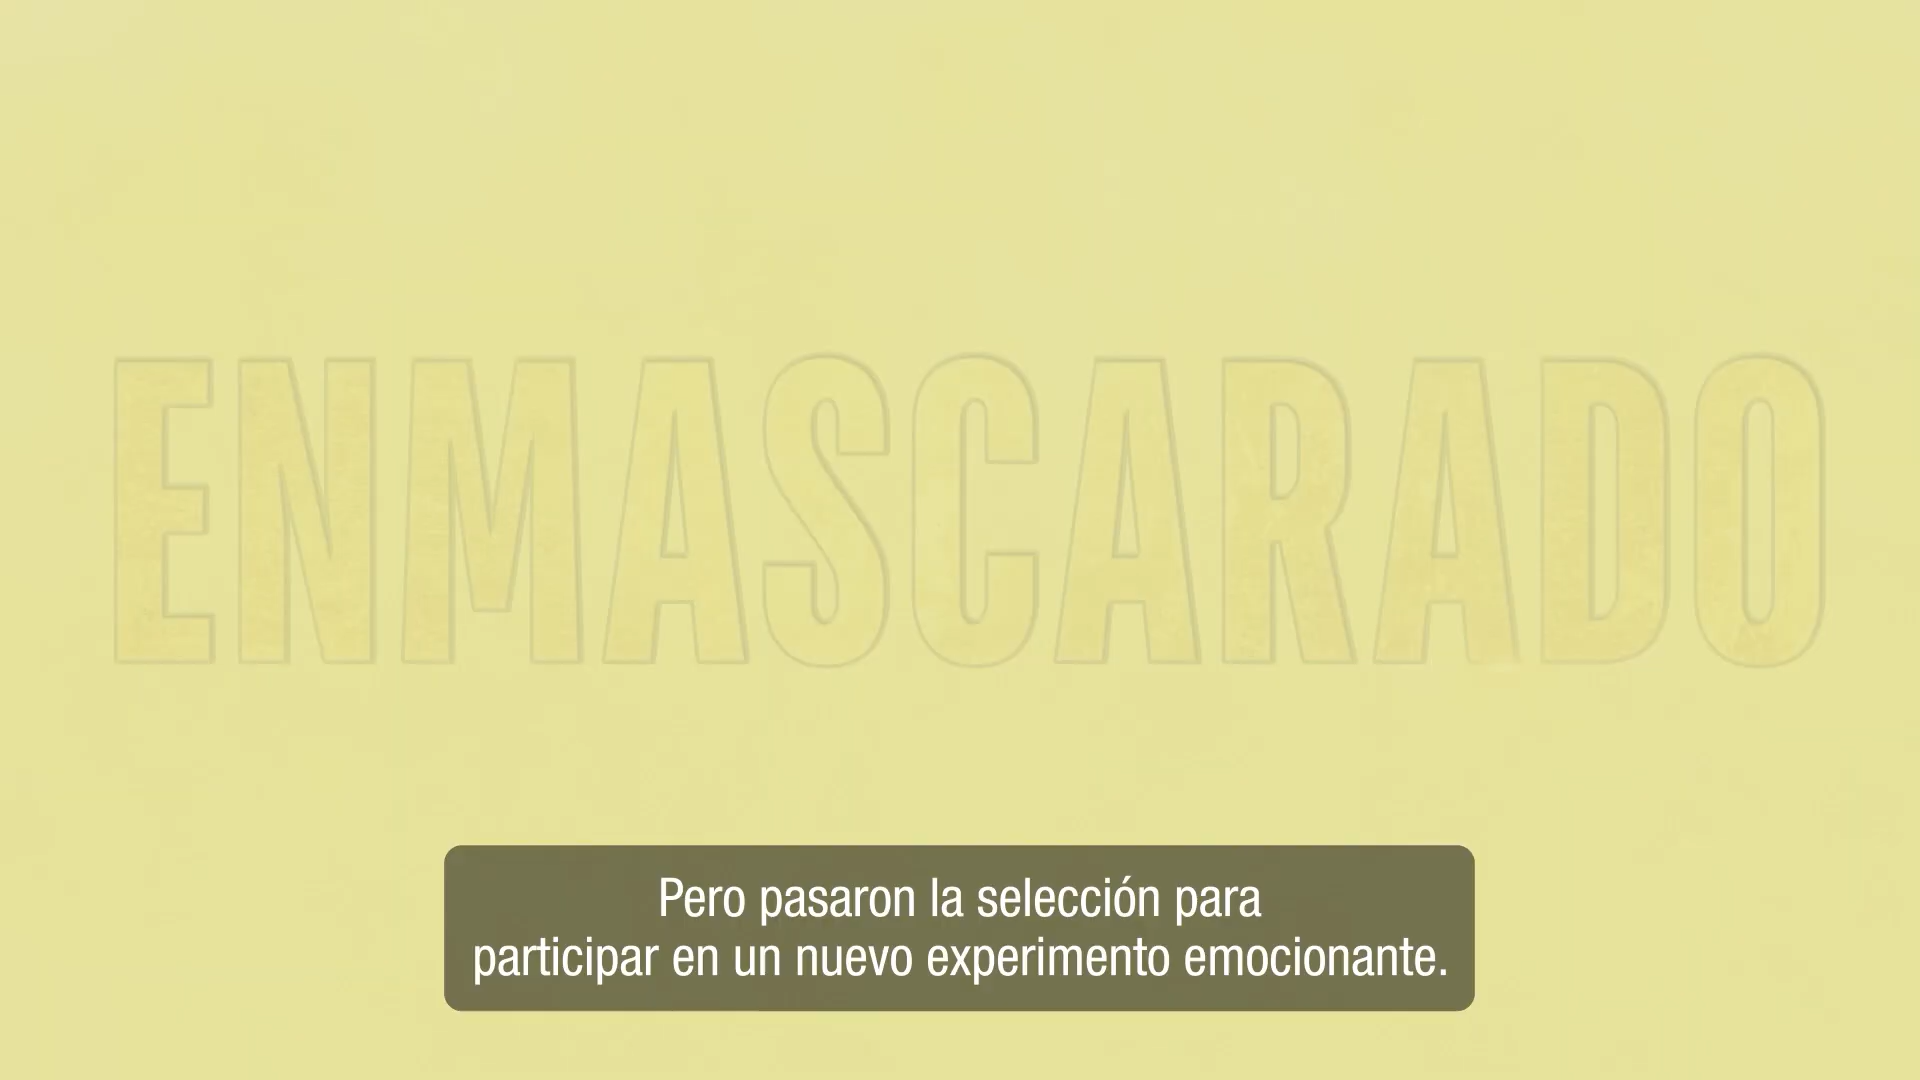 ENMASCARADO
Pero pasaron la selección para
participar en un nuevo experimento emocionante.